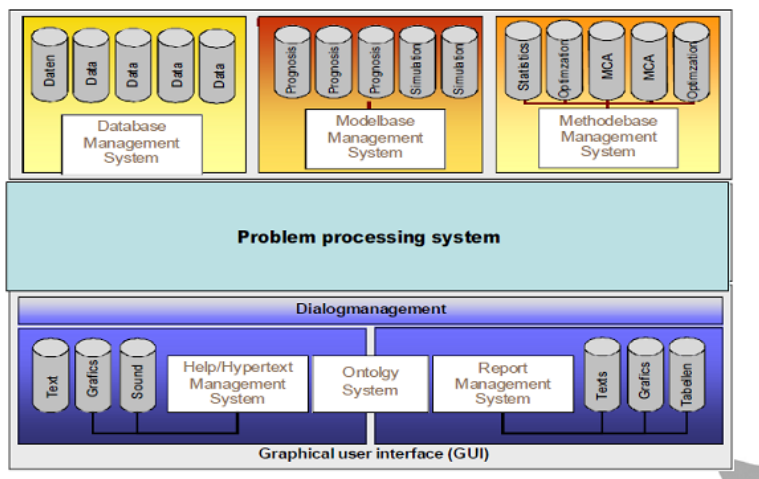 Daten
Data
Data
Data
Data
Database
Management
System
Prognosis
Prognosis
Prognosis
Simulation
Simulation
Modelbase
Management
System
Statistics
Optimzation
MCA
MCA
Optimzation
Methodebase
Management
System
Problem processing system
Dialogmanagement
Text
Grafics
Sound
Help/Hypertext
Management
System
Ontolgy
System
Report
Management
System
Texts
Grafics
Tabellen
Graphical user interface (GUI)